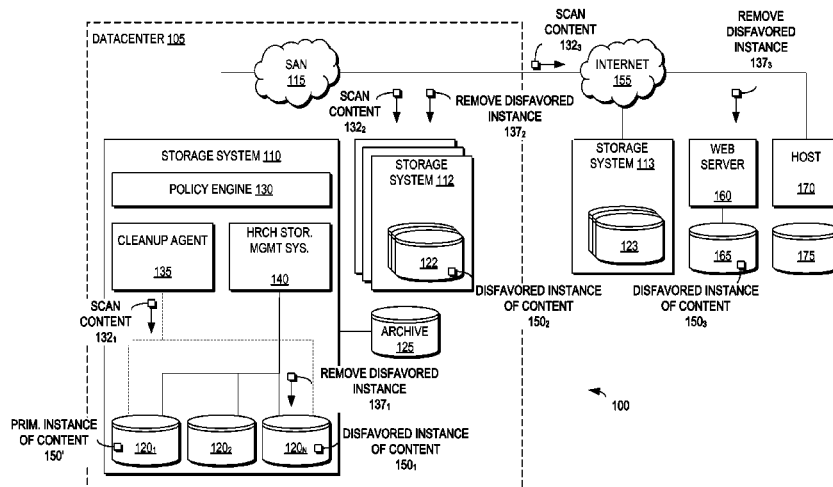 DATACENTER 105
SAN
115
SCAN
CONTENT
132₃
INTERNET
155
REMOVE
DISFAVORED
INSTANCE
137₃
SCAN
CONTENT
132₂
REMOVE DISFAVORED
INSTANCE
137₂
STORAGE SYSTEM 110
POLICY ENGINE 130
CLEANUP AGENT
135
HRCH STOR.
MGMT SYS.
140
STORAGE
SYSTEM 112
122
STORAGE
SYSTEM 113
123
WEB
SERVER
160
165
HOST
170
175
DISFAVORED INSTANCE
OF CONTENT
150₂
DISFAVORED INSTANCE
OF CONTENT
150₃
SCAN
CONTENT
132₁
ARCHIVE
125
REMOVE DISFAVORED
INSTANCE
137₁
100
PRIM. INSTANCE
OF CONTENT
150'
120₁
120₂
120N
DISFAVORED INSTANCE
OF CONTENT
150₁